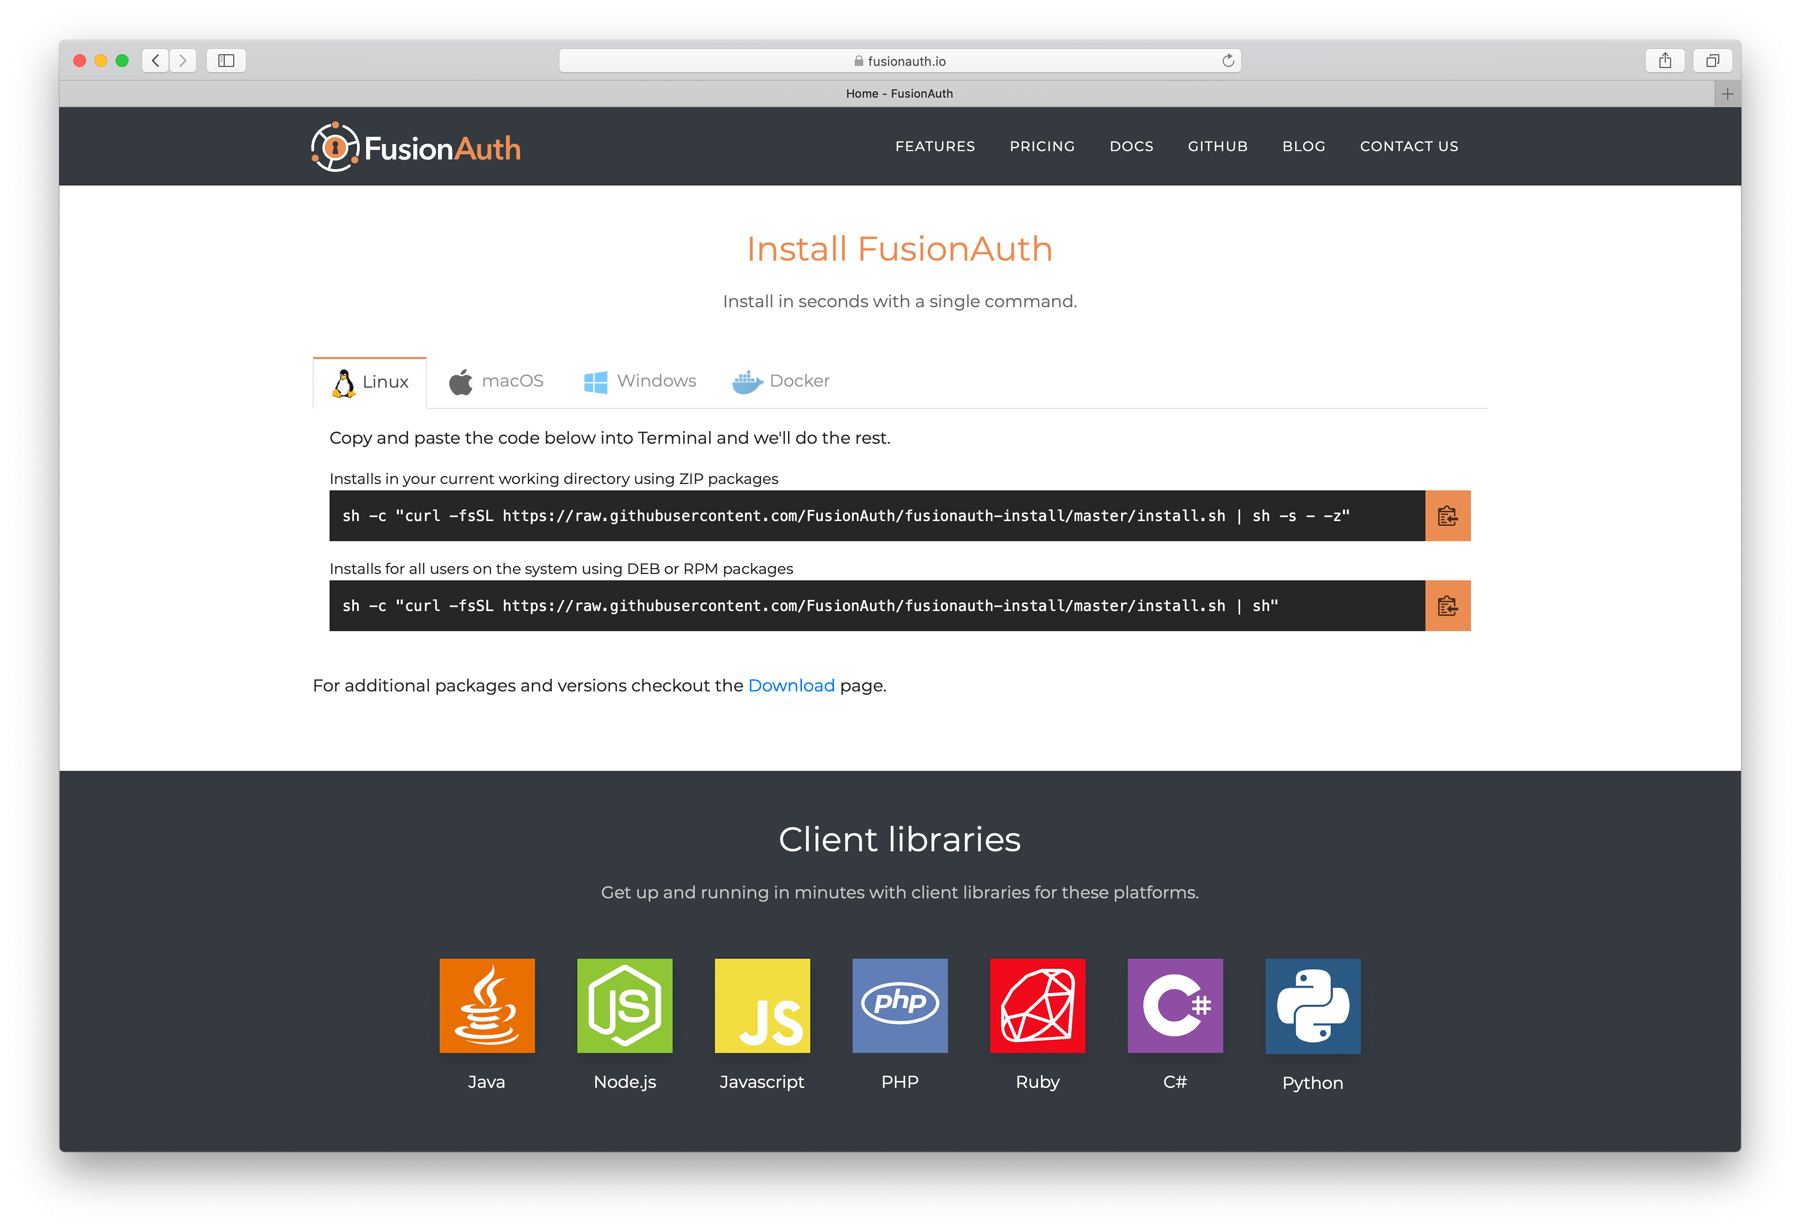 fusionauth.io
Home - FusionAuth
FusionAuth
FEATURES PRICING DOCS GITHUB BLOG CONTACT US
Install FusionAuth
Install in seconds with a single command.
Linux macOS Windows Docker
Copy and paste the code below into Terminal and we'll do the rest.
Installs in your current working directory using ZIP packages
sh -c "curl -fsSL https://raw.githubusercontent.com/FusionAuth/fusionauth-install/master/install.sh | sh -s - -z"
Installs for all users on the system using DEB or RPM packages
sh -c "curl -fsSL https://raw.githubusercontent.com/FusionAuth/fusionauth-install/master/install.sh | sh"
For additional packages and versions checkout the Download page.
Client libraries
Get up and running in minutes with client libraries for these platforms.
JS JS php C#
Java Node.js Javascript PHP Ruby C# Python